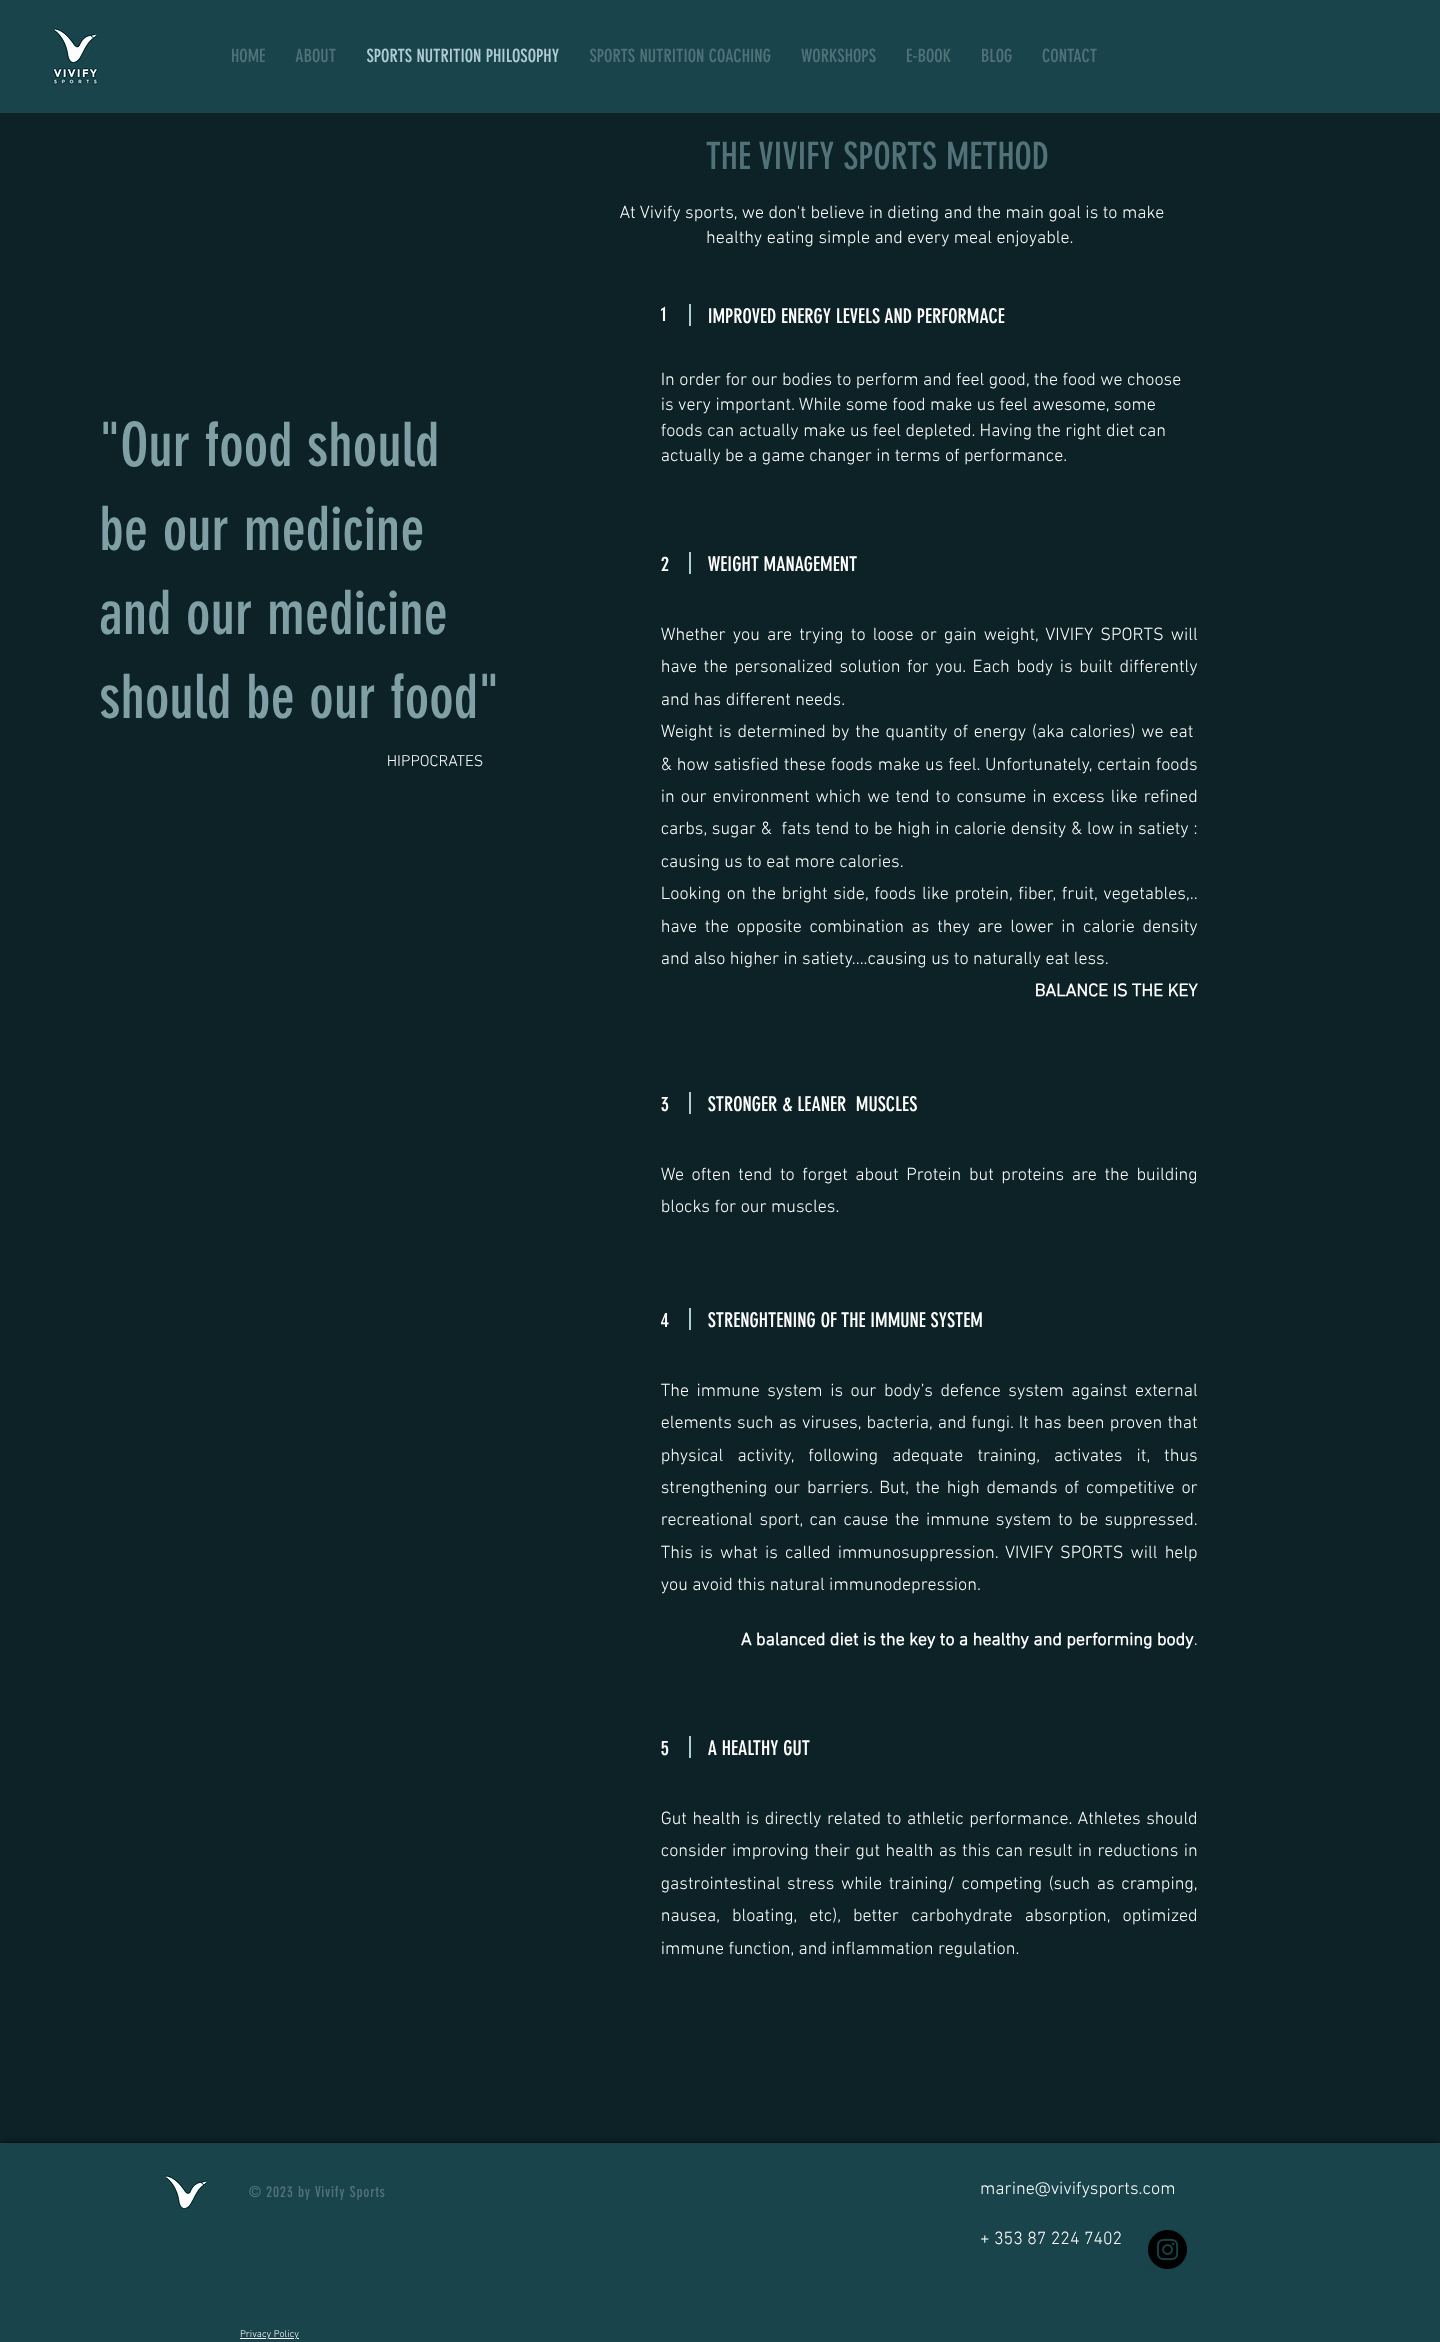 VIVIFY
SPORTS
HOME ABOUT SPORTS NUTRITION PHILOSOPHY SPORTS NUTRITION COACHING WORKSHOPS E-BOOK BLOG CONTACT
THE VIVIFY SPORTS METHOD
At Vivify sports, we don't believe in dieting and the main goal is to make
healthy eating simple and every meal enjoyable.
"Our food should
be our medicine
and our medicine
should be our food"
HIPPOCRATES
1 | IMPROVED ENERGY LEVELS AND PERFORMACE
In order for our bodies to perform and feel good, the food we choose
is very important. While some food make us feel awesome, some
foods can actually make us feel depleted. Having the right diet can
actually be a game changer in terms of performance.
2 | WEIGHT MANAGEMENT
Whether you are trying to loose or gain weight, VIVIFY SPORTS will
have the personalized solution for you. Each body is built differently
and has different needs.
Weight is determined by the quantity of energy (aka calories) we eat
& how satisfied these foods make us feel. Unfortunately, certain foods
in our environment which we tend to consume in excess like refined
carbs, sugar &  fats tend to be high in calorie density & low in satiety :
causing us to eat more calories.
Looking on the bright side, foods like protein, fiber, fruit, vegetables,..
have the opposite combination as they are lower in calorie density
and also higher in satiety....causing us to naturally eat less.
BALANCE IS THE KEY
3 | STRONGER & LEANER  MUSCLES
We often tend to forget about Protein but proteins are the building
blocks for our muscles.
4 | STRENGHTENING OF THE IMMUNE SYSTEM
The immune system is our body's defence system against external
elements such as viruses, bacteria, and fungi. It has been proven that
physical activity, following adequate training, activates it, thus
strengthening our barriers. But, the high demands of competitive or
recreational sport, can cause the immune system to be suppressed.
This is what is called immunosuppression. VIVIFY SPORTS will help
you avoid this natural immunodepression.
A balanced diet is the key to a healthy and performing body.
5 | A HEALTHY GUT
Gut health is directly related to athletic performance. Athletes should
consider improving their gut health as this can result in reductions in
gastrointestinal stress while training/ competing (such as cramping,
nausea, bloating, etc), better carbohydrate absorption, optimized
immune function, and inflammation regulation.
© 2023 by Vivify Sports
marine@vivifysports.com
+ 353 87 224 7402
Privacy Policy